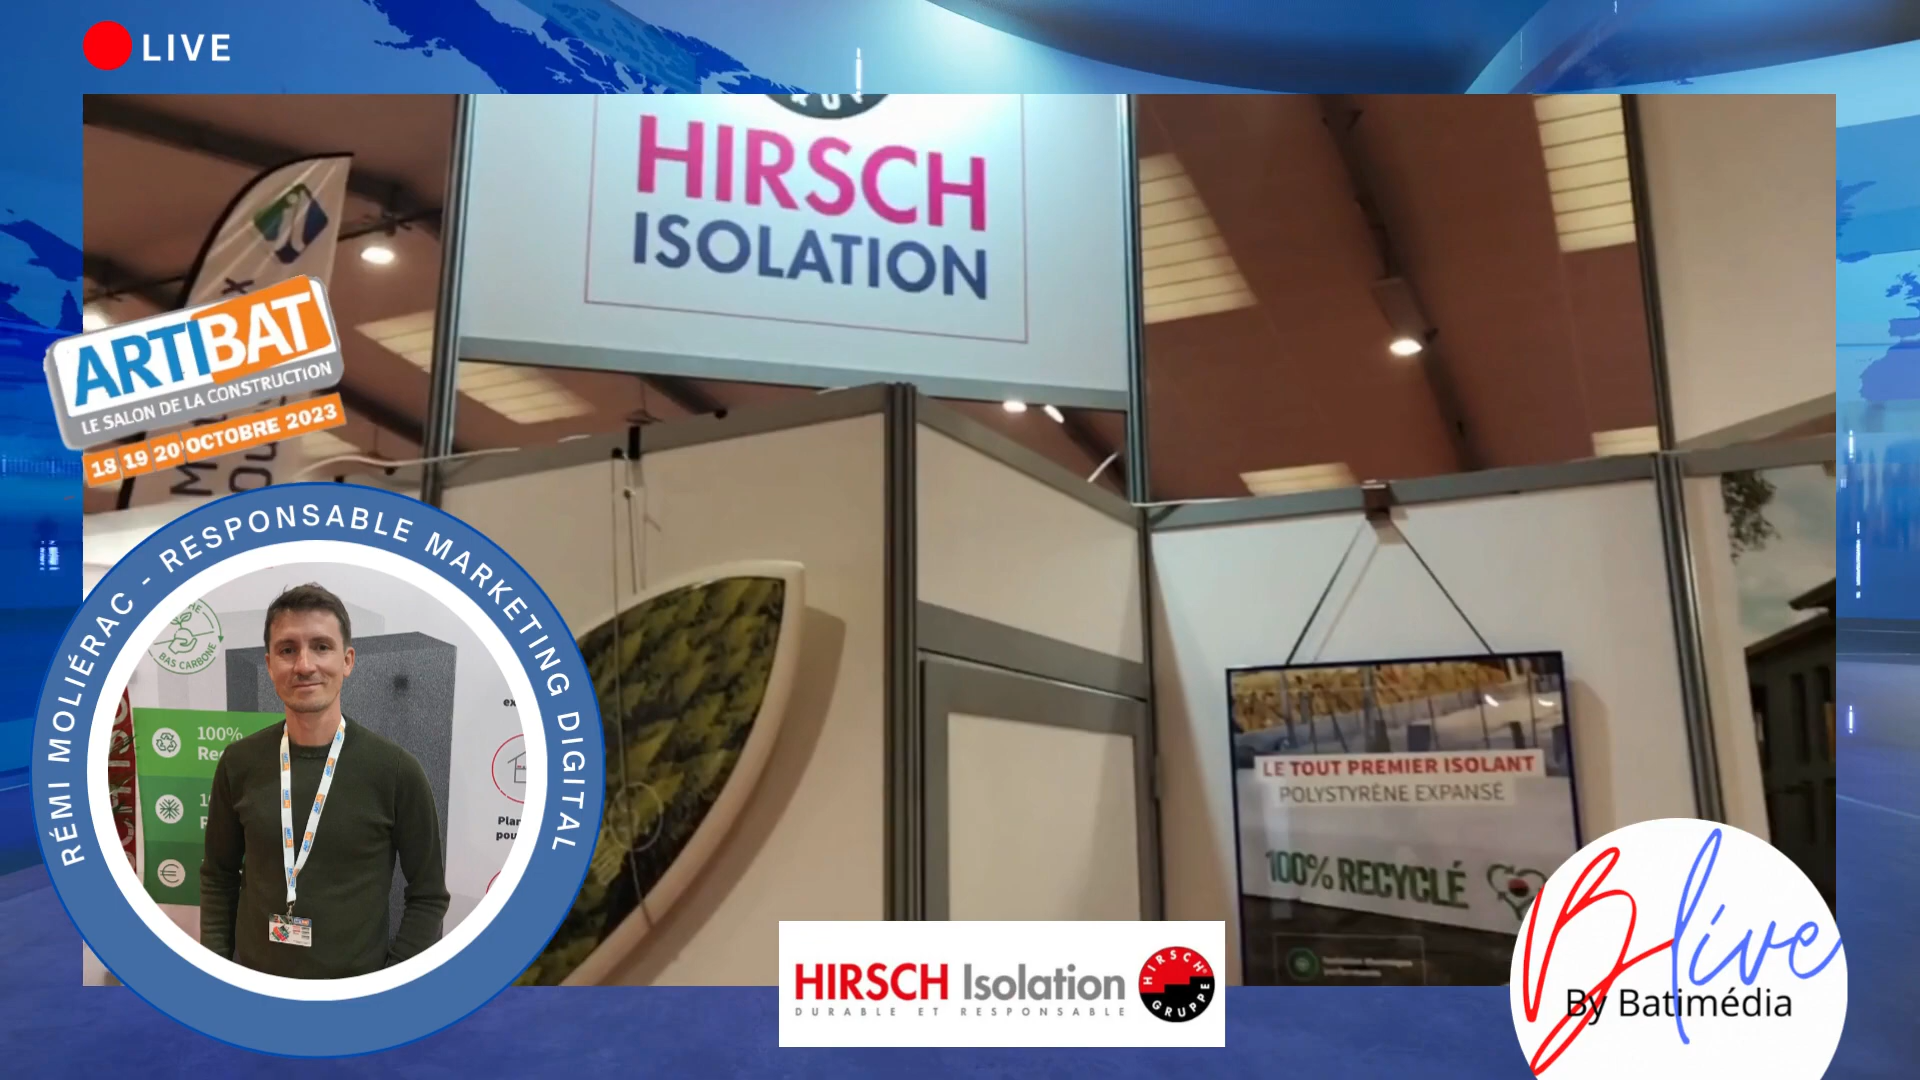 LIVE
HIRSCH
ISOLATION
ARTIBAT
LE SALON DE LA CONSTRUCTION
18 19 20 OCTOBRE 2023
RÉMI MOLIÉRAC - RESPONSABLE MARKETING DIGITAL
BAS CARBONE
100%
LE TOUT PREMIER ISOLANT
POLYSTYRÈNE EXPANSÉ
100% RECYCLÉ
HIRSCH Isolation
DURABLE ET RESPONSABLE
HIRSCH
GRUPPE
Blive
By Batimédia